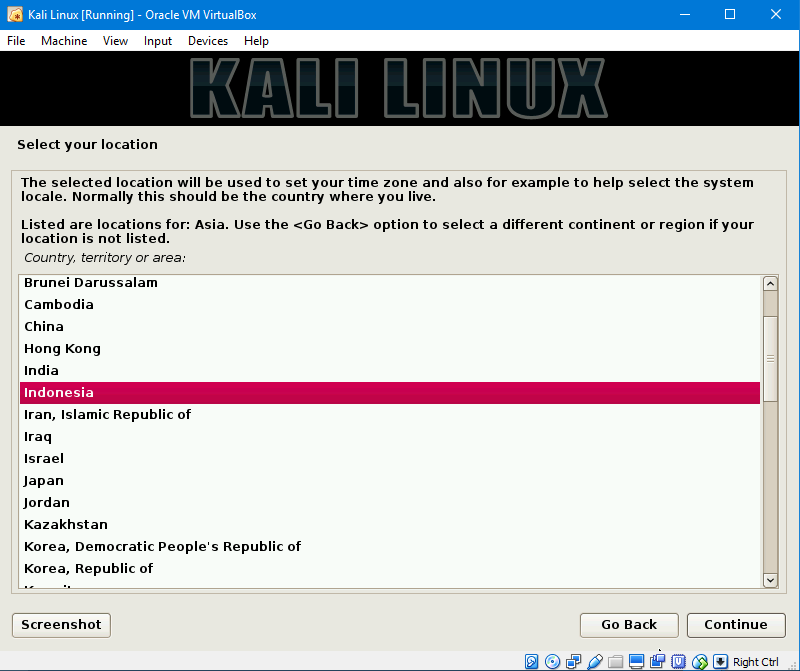 Kali Linux [Running] - Oracle VM VirtualBox
File Machine View Input Devices Help
KALI LINUX
Select your location
The selected location will be used to set your time zone and also for example to help select the system
locale. Normally this should be the country where you live.
Listed are locations for: Asia. Use the <Go Back> option to select a different continent or region if your
location is not listed.
Country, territory or area:
Brunei Darussalam
Cambodia
China
Hong Kong
India
Indonesia
Iran, Islamic Republic of
Iraq
Israel
Japan
Jordan
Kazakhstan
Korea, Democratic People's Republic of
Korea, Republic of
Screenshot Go Back Continue
Right Ctrl